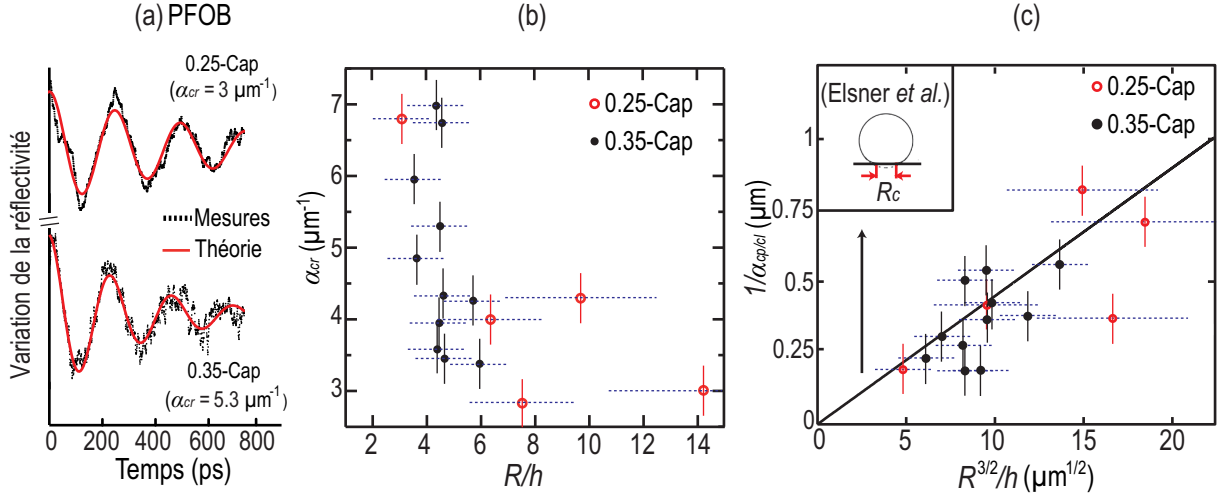 (a) PFOB
Variation de la réflectivité
0.25-Cap
(αcr = 3 µm-1)
Mesures
Théorie
0.35-Cap
(αcr = 5.3 µm-1)
0 200 400 600 800
Temps (ps)
(b)
αcr (µm-1)
7
6
5
4
3
0.25-Cap
0.35-Cap
2 4 6 8 10 12 14
R/h
(c)
1/αcp/cl (µm)
1
0.75
0.5
0.25
0
(Elsner et al.)
Rc
0.25-Cap
0.35-Cap
0 5 10 15 20
R3/2/h (µm1/2)